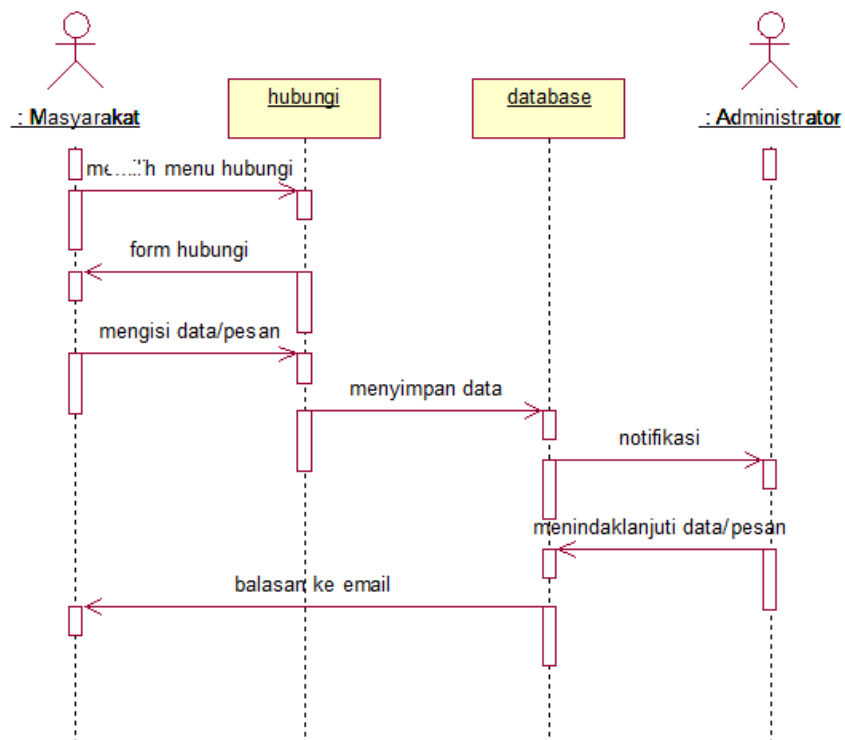 : Masyarakat
hubungi
database
: Administrator
menu hubungi
form hubungi
mengisi data/pesan
menyimpan data
notifikasi
menindaklanjuti data/pesan
balasan ke email